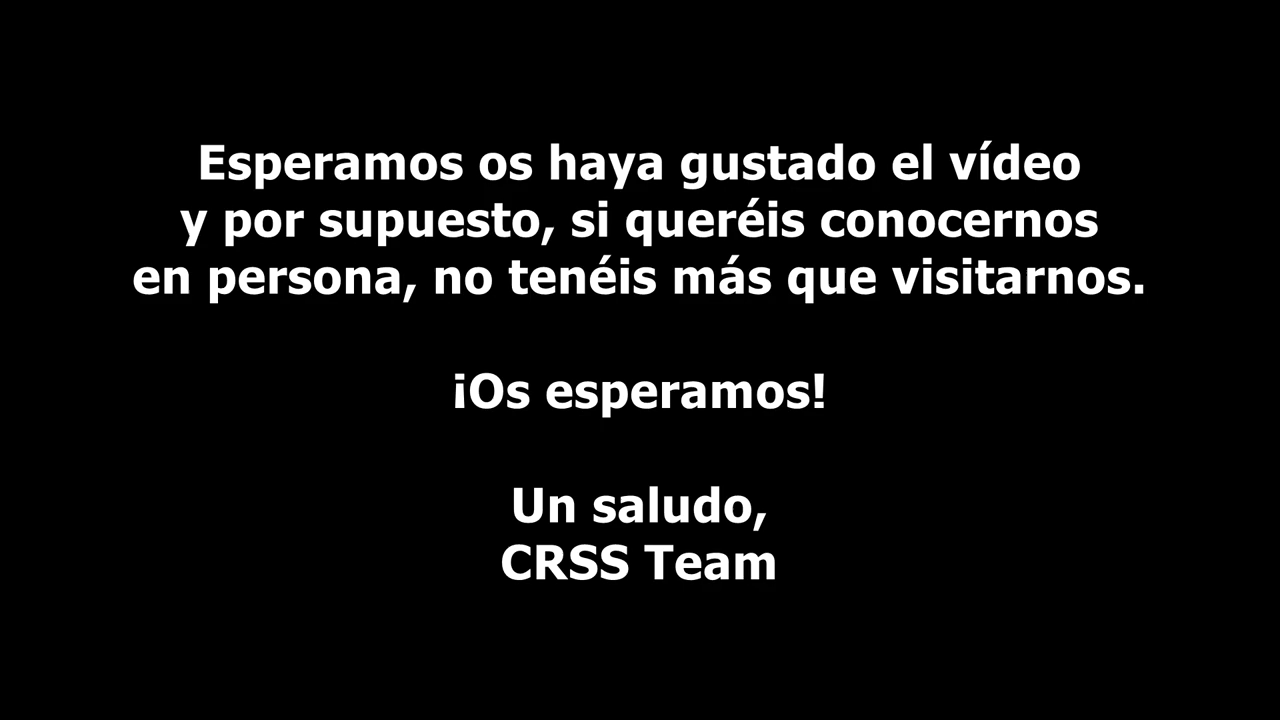 Esperamos os haya gustado el vídeo
y por supuesto, si queréis conocernos
en persona, no tenéis más que visitarnos.
¡Os esperamos!
Un saludo,
CRSS Team